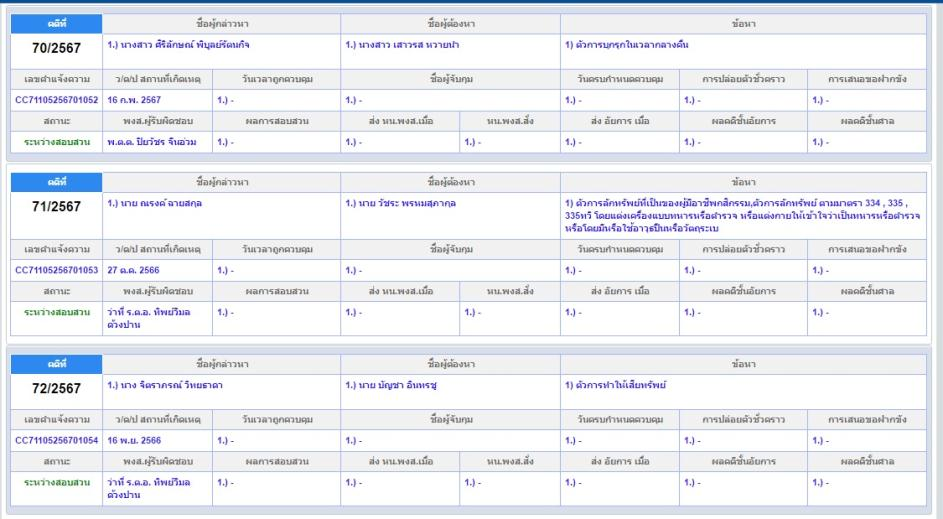 คดีที่ ชื่อผู้กล่าวหา ชื่อผู้ต้องหา ข้อหา
70/2567 1.) นางสาว ศิริลักษณ์ พิบูลย์รัตนกิจ 1.) นางสาว เสาวรส หวายนำ 1) ตัวการบุกรุกในเวลากลางคืน
เลขคำแจ้งความ ว/ด/ป สถานที่เกิดเหตุ วันเวลาถูกควบคุม ชื่อผู้จับกุม วันครบกำหนดควบคุม การปล่อยตัวชั่วคราว การเสนอขอฝากขัง
CC71105256701052 16 ก.พ. 2567 1.) - 1.) - 1.) - 1.) - 1.) -
สถานะ พงส.ผู้รับผิดชอบ ผลการสอบสวน ส่ง หน.พงส.เมื่อ หน.พงส.สั่ง ส่ง อัยการ เมื่อ ผลคดีชั้นอัยการ ผลคดีชั้นศาล
ระหว่างสอบสวน พ.ต.ต. ปิยวัชร จีนอ่วม 1.) - 1.) - 1.) - 1.) - 1.) - 1.) -
คดีที่ ชื่อผู้กล่าวหา ชื่อผู้ต้องหา ข้อหา
71/2567 1.) นาย ณรงค์ ฉายสกุล 1.) นาย วัชระ พรหมสุภากุล 1) ตัวการลักทรัพย์ที่เป็นของผู้มีอาชีพกสิกรรม,ตัวการลักทรัพย์ ตามมาตรา 334 , 335 ,
335ทวิ โดยแต่งเครื่องแบบทหารหรือตำรวจ หรือแต่งกายให้เข้าใจว่าเป็นทหารหรือตำรวจ
หรือโดยมีหรือใช้อาวุธปืนหรือวัตถุระเบ
เลขคำแจ้งความ ว/ด/ป สถานที่เกิดเหตุ วันเวลาถูกควบคุม ชื่อผู้จับกุม วันครบกำหนดควบคุม การปล่อยตัวชั่วคราว การเสนอขอฝากขัง
CC71105256701053 27 ต.ค. 2566 1.) - 1.) - 1.) - 1.) - 1.) -
สถานะ พงส.ผู้รับผิดชอบ ผลการสอบสวน ส่ง หน.พงส.เมื่อ หน.พงส.สั่ง ส่ง อัยการ เมื่อ ผลคดีชั้นอัยการ ผลคดีชั้นศาล
ระหว่างสอบสวน ว่าที่ ร.ต.อ. ทิพย์วิมล 1.) - 1.) - 1.) - 1.) - 1.) - 1.) -
ด้วงปาน
คดีที่ ชื่อผู้กล่าวหา ชื่อผู้ต้องหา ข้อหา
72/2567 1.) นาง จิตราภรณ์ วิทยธาดา 1.) นาย บัญชา อินทรชู 1) ตัวการทำให้เสียทรัพย์
เลขคำแจ้งความ ว/ด/ป สถานที่เกิดเหตุ วันเวลาถูกควบคุม ชื่อผู้จับกุม วันครบกำหนดควบคุม การปล่อยตัวชั่วคราว การเสนอขอฝากขัง
CC71105256701054 16 พ.ย. 2566 1.) - 1.) - 1.) - 1.) - 1.) -
สถานะ พงส.ผู้รับผิดชอบ ผลการสอบสวน ส่ง หน.พงส.เมื่อ หน.พงส.สั่ง ส่ง อัยการ เมื่อ ผลคดีชั้นอัยการ ผลคดีชั้นศาล
ระหว่างสอบสวน ว่าที่ ร.ต.อ. ทิพย์วิมล 1.) - 1.) - 1.) - 1.) - 1.) - 1.) -
ด้วงปาน